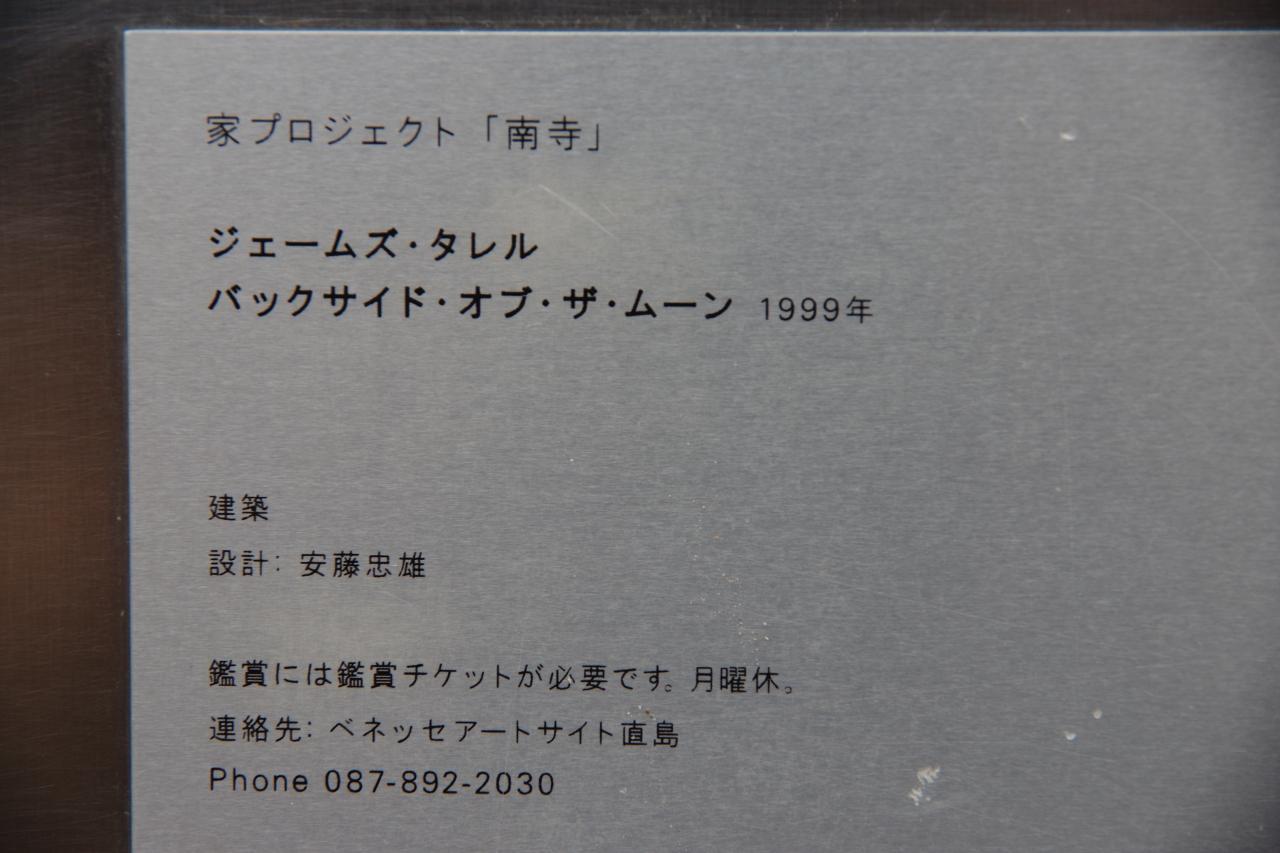 家プロジェクト「南寺」
ジェームズ・タレル
バックサイド・オブ・ザ・ムーン 1999年
建築
設計: 安藤忠雄
鑑賞には鑑賞チケットが必要です。月曜休。
連絡先: ベネッセアートサイト直島
Phone 087-892-2030